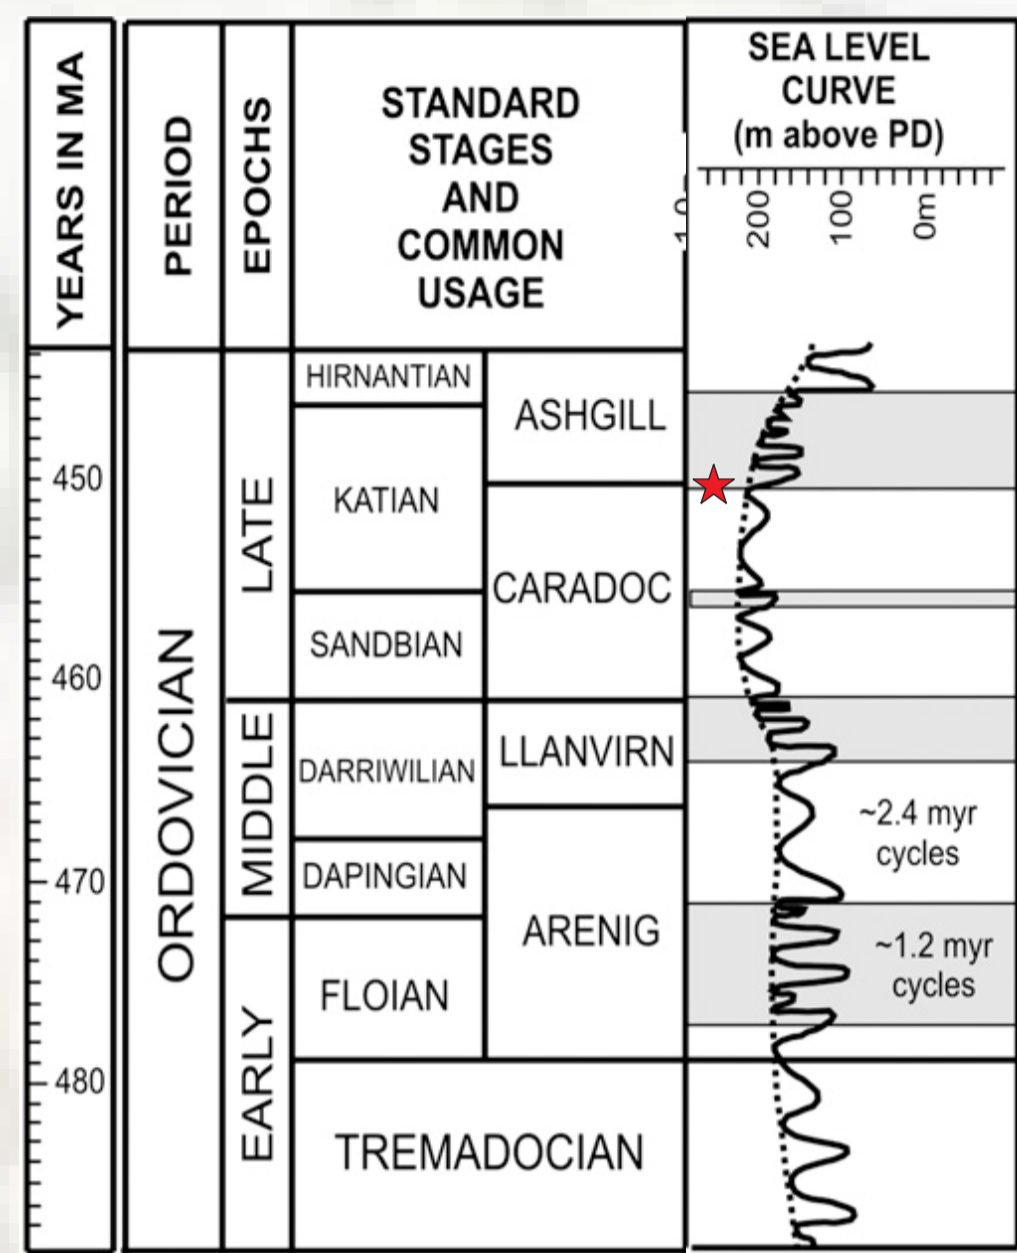 YEARS IN MA
PERIOD
EPOCHS
STANDARD
STAGES
AND
COMMON
USAGE
SEA LEVEL
CURVE
(m above PD)
200
100
0m
450
460
470
480
ORDOVICIAN
LATE
MIDDLE
EARLY
HIRNANTIAN
KATIAN
SANDBIAN
DARRIWILIAN
DAPINGIAN
FLOIAN
TREMADOCIAN
ASHGILL
CARADOC
LLANVIRN
ARENIG
~2.4 myr
cycles
~1.2 myr
cycles